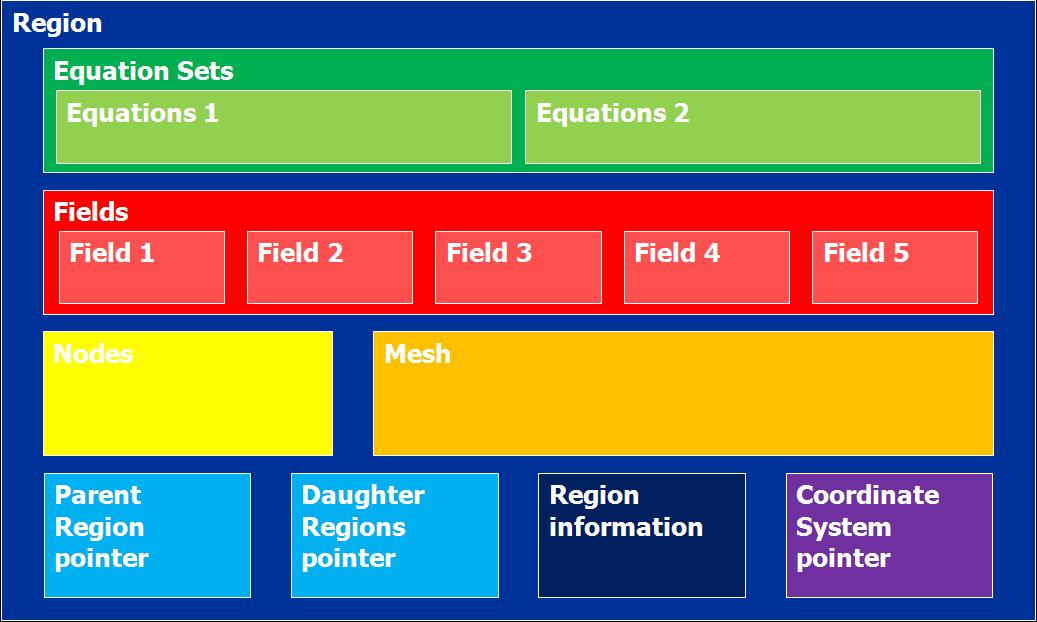 Region
Equation Sets
Equations 1
Equations 2
Fields
Field 1
Field 2
Field 3
Field 4
Field 5
Nodes
Mesh
Parent
Region
pointer
Daughter
Regions
pointer
Region
information
Coordinate
System
pointer